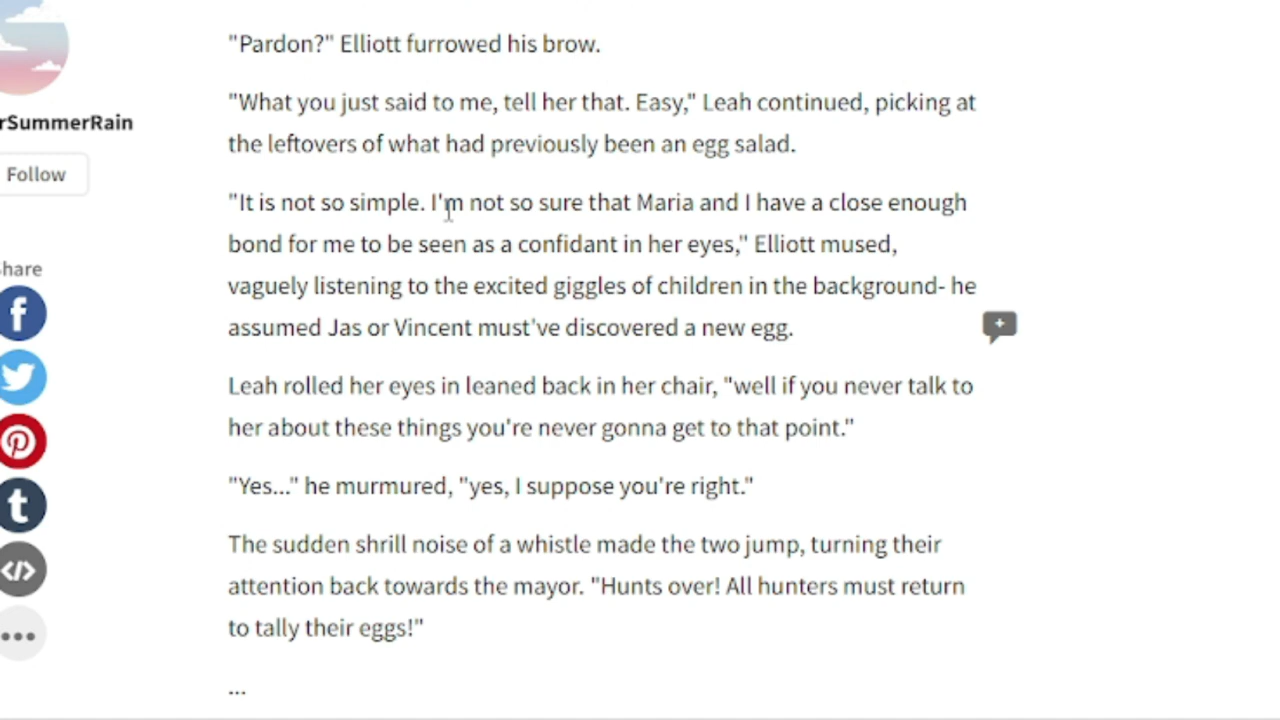 "Pardon?" Elliott furrowed his brow.
"What you just said to me, tell her that. Easy," Leah continued, picking at
the leftovers of what had previously been an egg salad.
rSummerRain
Follow
"It is not so simple. I'm not so sure that Maria and I have a close enough
bond for me to be seen as a confidant in her eyes," Elliott mused,
vaguely listening to the excited giggles of children in the background- he
assumed Jas or Vincent must've discovered a new egg.
Share
Leah rolled her eyes in leaned back in her chair, "well if you never talk to
her about these things you're never gonna get to that point."
"Yes..." he murmured, "yes, I suppose you're right."
The sudden shrill noise of a whistle made the two jump, turning their
attention back towards the mayor. "Hunts over! All hunters must return
to tally their eggs!"
...